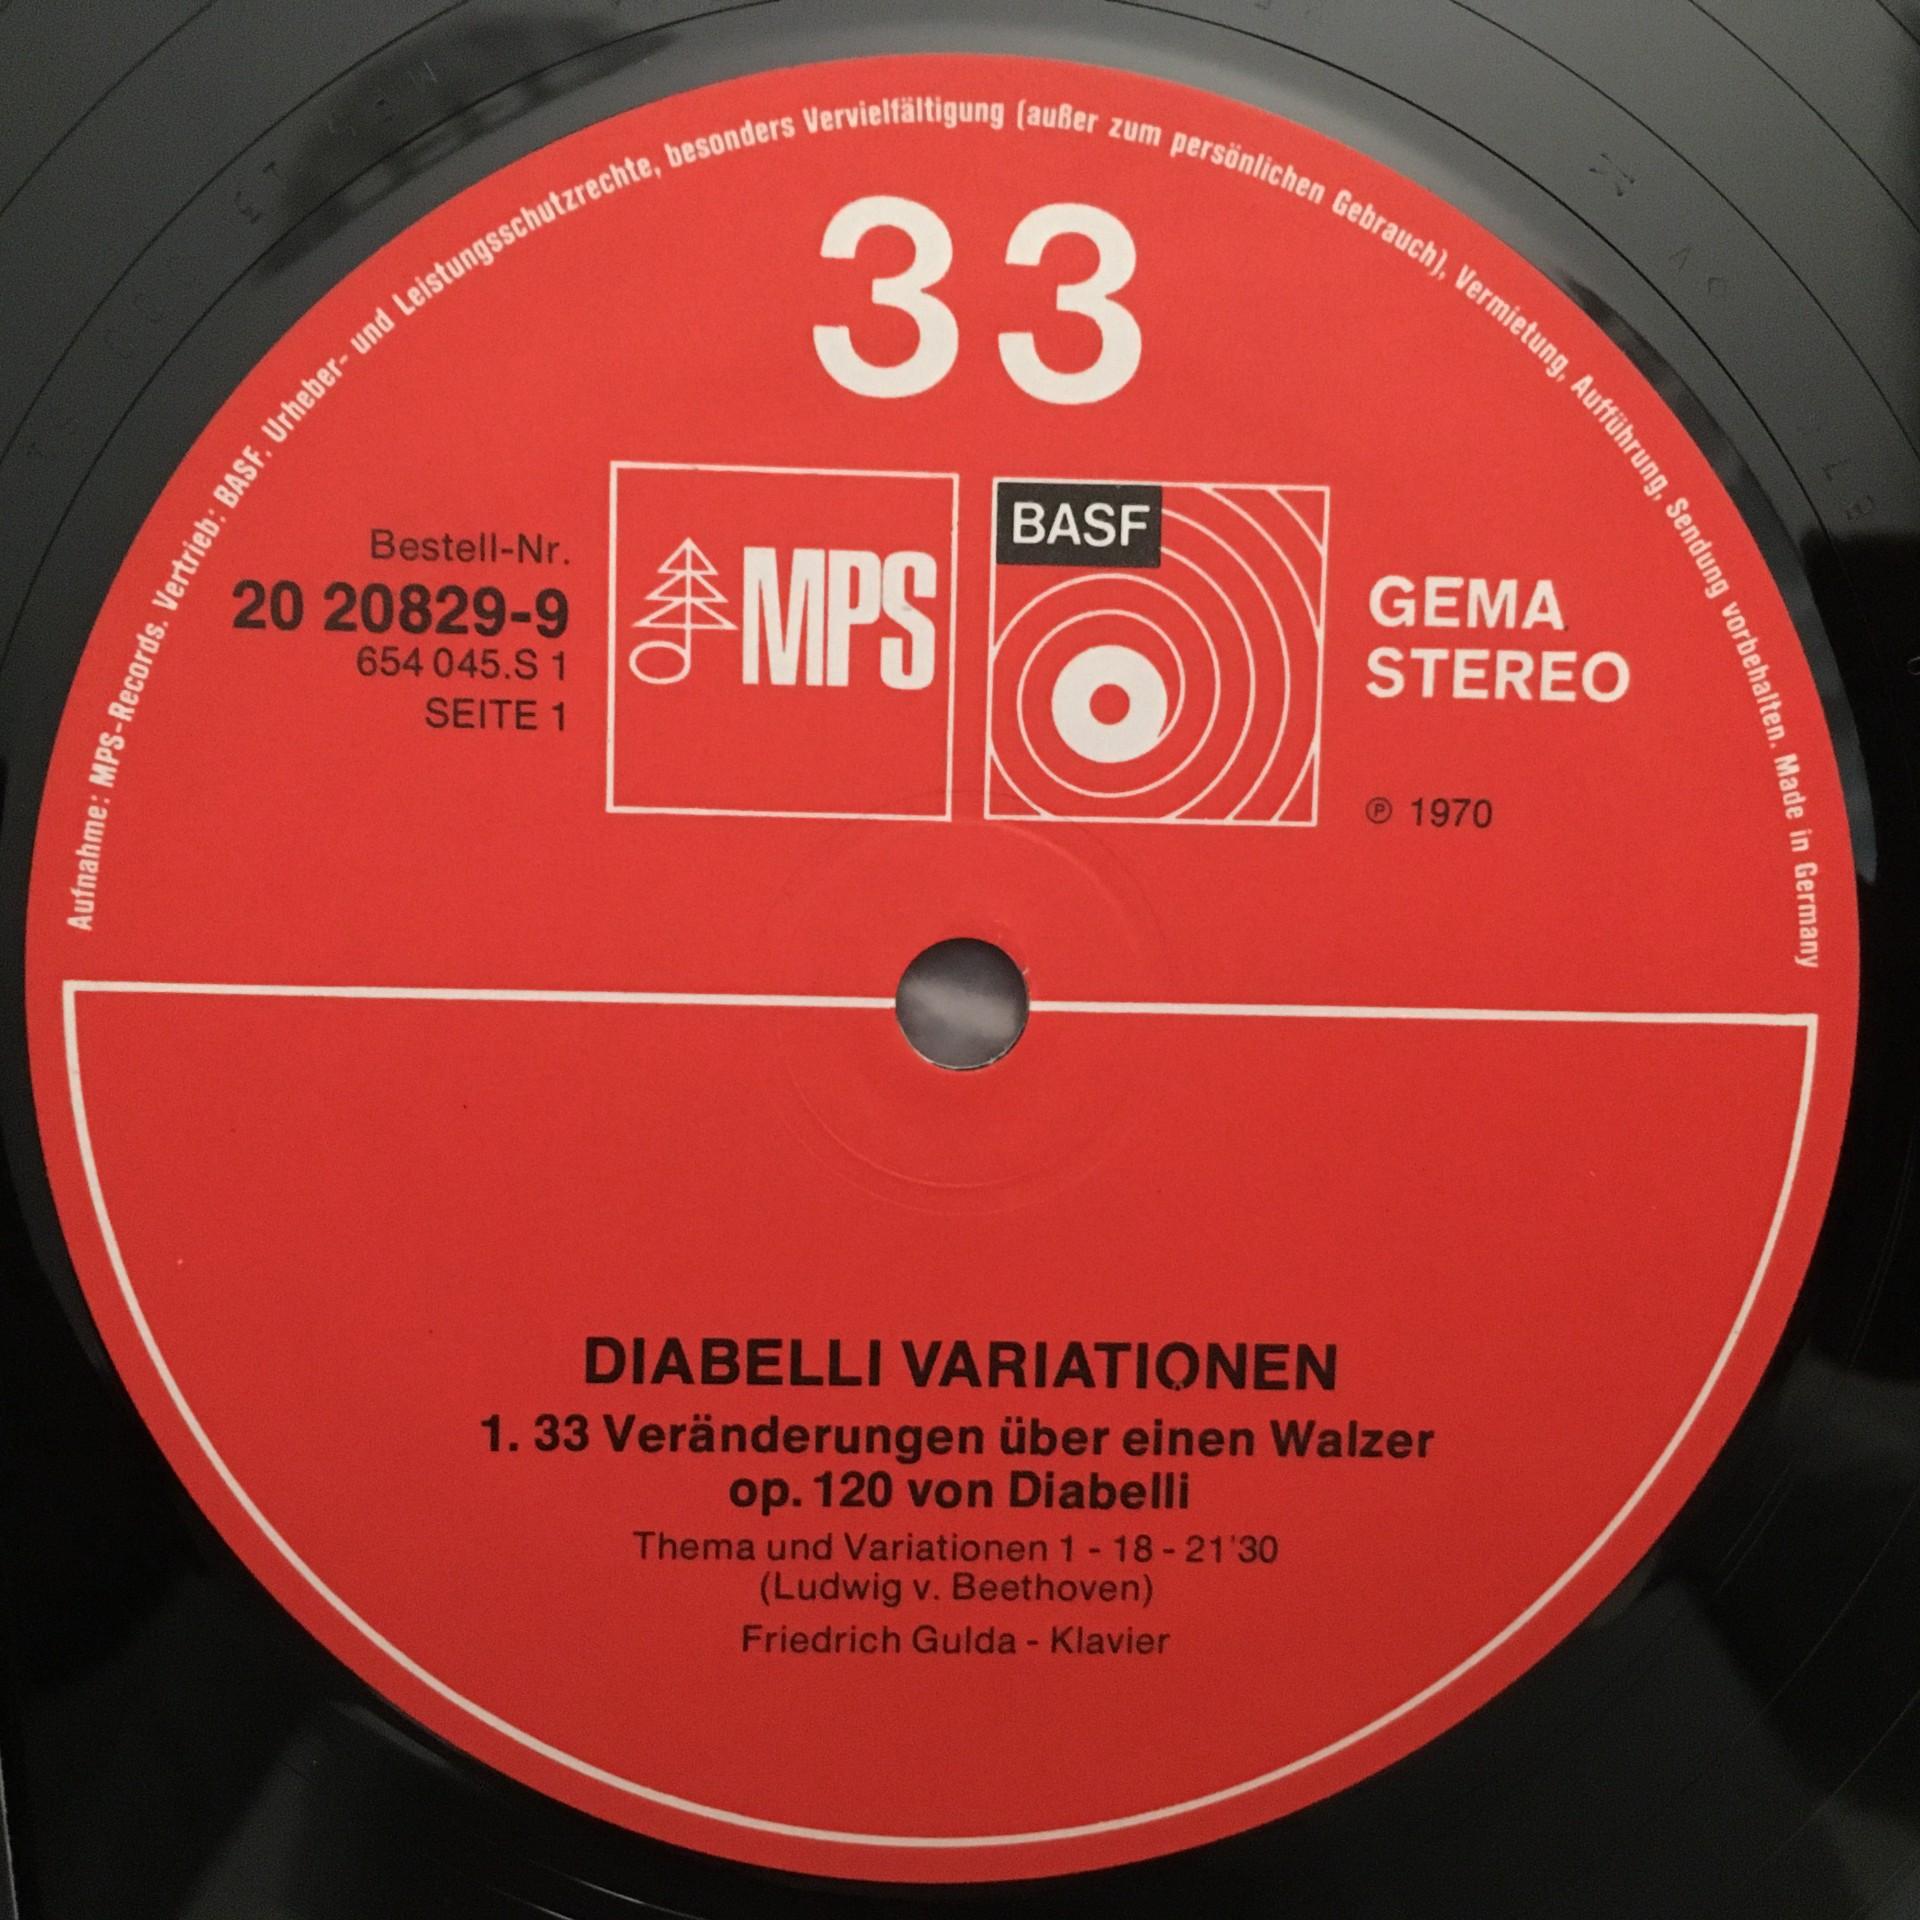 Aufnahme: MPS-Records. Vertrieb: BASF. Urheber- und Leistungsschutzrechte, besonders Vervielfältigung (außer zum persönlichen Gebrauch), Vermietung, Aufführung, Sendung vorbehalten. Made in Germany
33
Bestell-Nr.
20 20829-9
654 045.S 1
SEITE 1
MPS
BASF
GEMA
STEREO
℗ 1970
DIABELLI VARIATIONEN
1. 33 Veränderungen über einen Walzer
op. 120 von Diabelli
Thema und Variationen 1 - 18 - 21'30
(Ludwig v. Beethoven)
Friedrich Gulda - Klavier